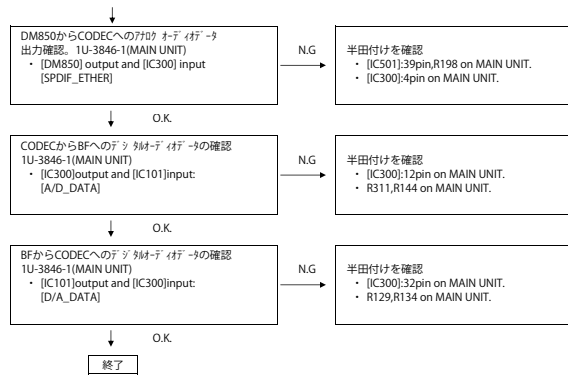 DM850からCODECへのｱﾅﾛｸﾞ ｵｰﾃﾞｨｵﾃﾞｰﾀ
出力確認。1U-3846-1(MAIN UNIT)
・ [DM850] output and [IC300] input
[SPDIF_ETHER]
N.G
半田付けを確認
・ [IC501]:39pin,R198 on MAIN UNIT.
・ [IC300]:4pin on MAIN UNIT.
O.K.
CODECからBFへのﾃﾞｼﾞﾀﾙｵｰﾃﾞｨｵﾃﾞｰﾀの確認
1U-3846-1(MAIN UNIT)
・ [IC300]output and [IC101]input:
[A/D_DATA]
N.G
半田付けを確認
・ [IC300]:12pin on MAIN UNIT.
・ R311,R144 on MAIN UNIT.
O.K.
BFからCODECへのﾃﾞｼﾞﾀﾙｵｰﾃﾞｨｵﾃﾞｰﾀの確認
1U-3846-1(MAIN UNIT)
・ [IC101]output and [IC300]input:
[D/A_DATA]
N.G
半田付けを確認
・ [IC300]:32pin on MAIN UNIT.
・ R129,R134 on MAIN UNIT.
O.K.
終了